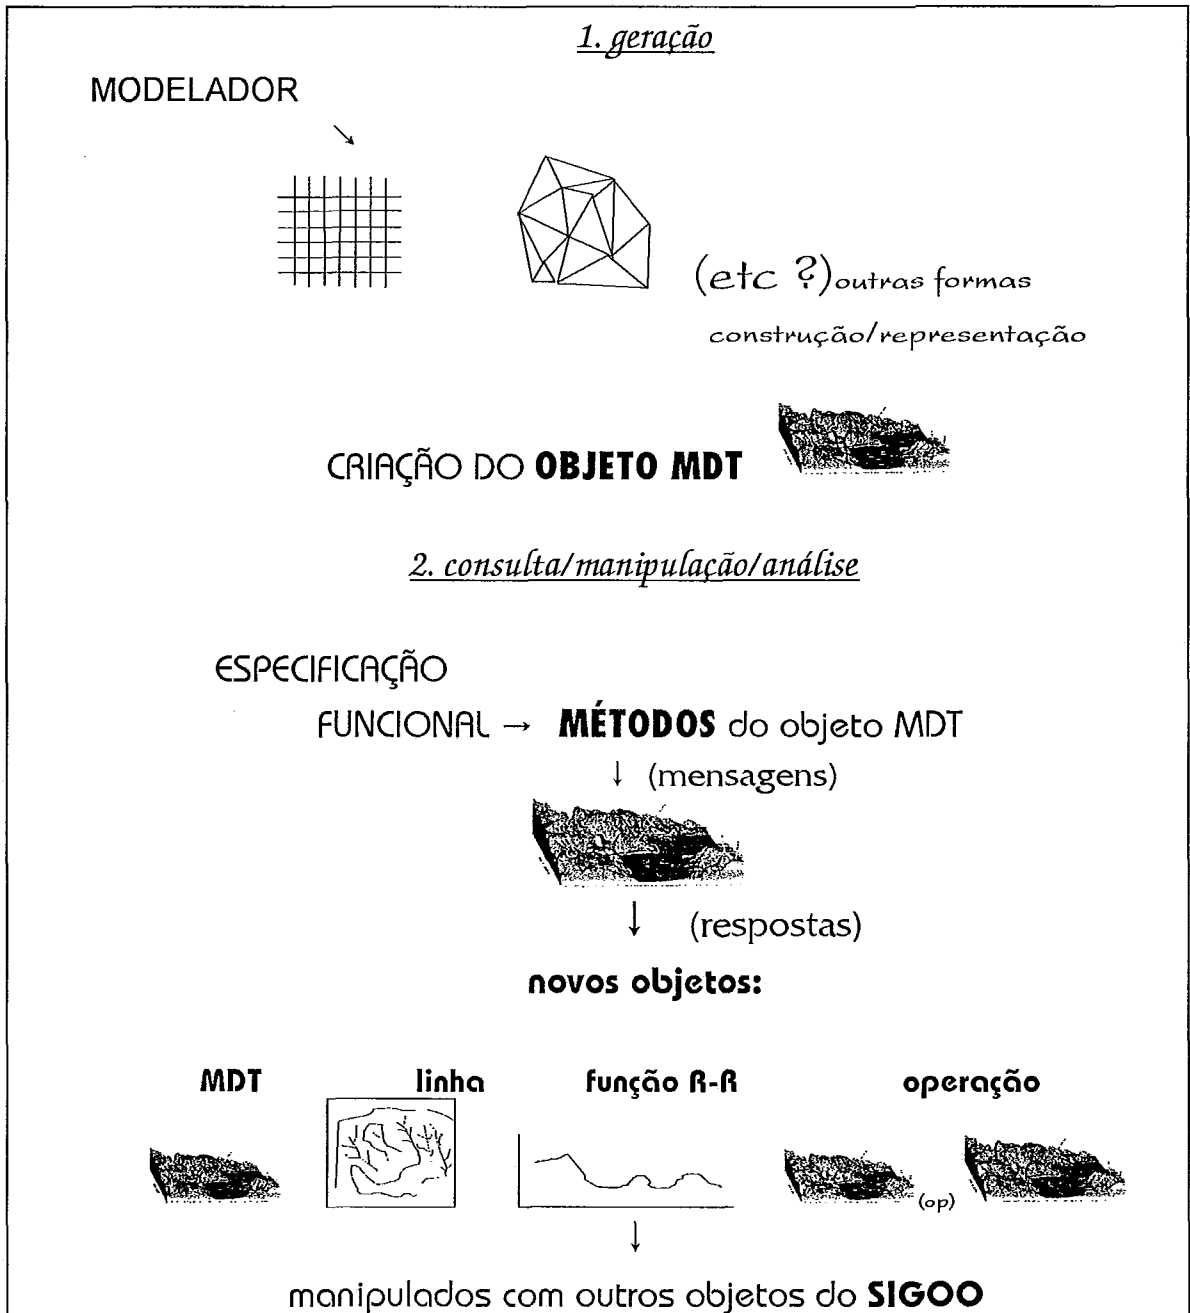 1. geração
MODELADOR
(etc ?) outras formas
construção/representação
CRIAÇÃO DO OBJETO MDT
2. consulta/manipulação/análise
ESPECIFICAÇÃO
FUNCIONAL → MÉTODOS do objeto MDT
↓ (mensagens)
↓ (respostas)
novos objetos:
MDT linha função R-R operação
(op)
↓
manipulados com outros objetos do SIGOO